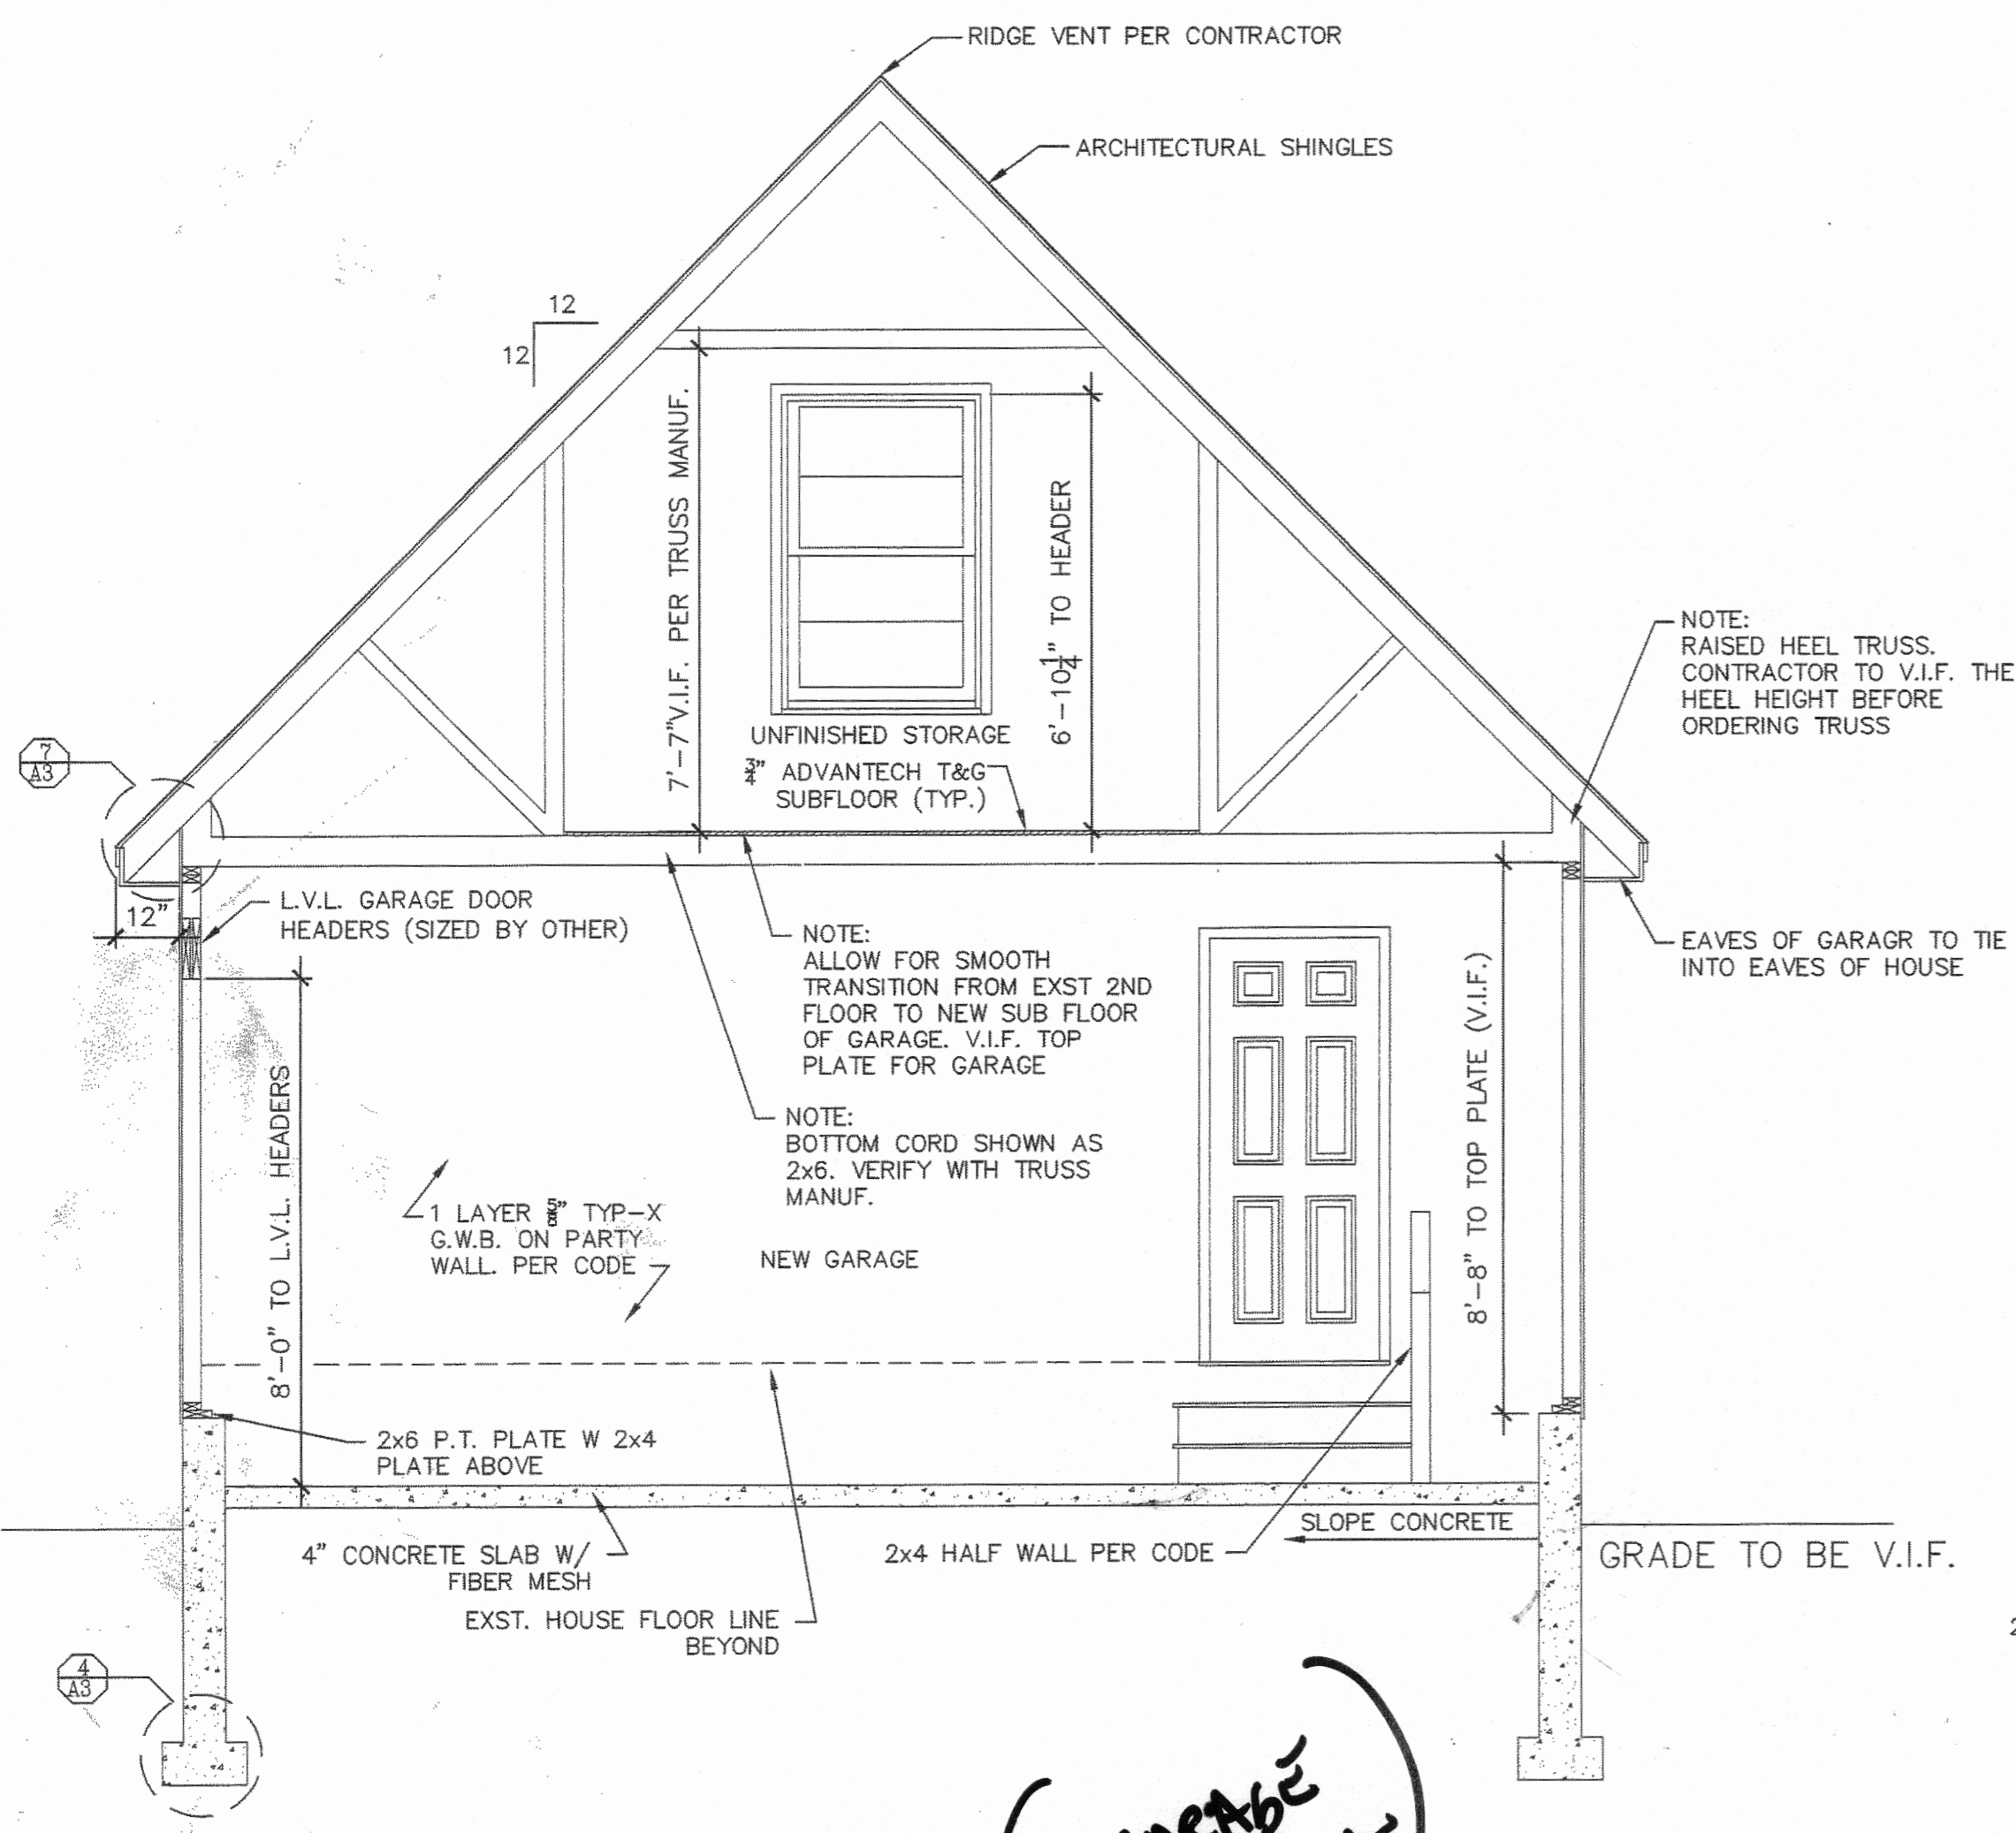 RIDGE VENT PER CONTRACTOR
ARCHITECTURAL SHINGLES
12
12
7'-7"V.I.F. PER TRUSS MANUF.
6'-10 1/4" TO HEADER
UNFINISHED STORAGE
3/4" ADVANTECH T&G
SUBFLOOR (TYP.)
NOTE:
RAISED HEEL TRUSS.
CONTRACTOR TO V.I.F. THE
HEEL HEIGHT BEFORE
ORDERING TRUSS
7
A3
12"
L.V.L. GARAGE DOOR
HEADERS (SIZED BY OTHER)
NOTE:
ALLOW FOR SMOOTH
TRANSITION FROM EXST 2ND
FLOOR TO NEW SUB FLOOR
OF GARAGE. V.I.F. TOP
PLATE FOR GARAGE
EAVES OF GARAGR TO TIE
INTO EAVES OF HOUSE
8'-0" TO L.V.L. HEADERS
8'-8" TO TOP PLATE (V.I.F.)
NOTE:
BOTTOM CORD SHOWN AS
2x6. VERIFY WITH TRUSS
MANUF.
1 LAYER 5/8" TYP-X
G.W.B. ON PARTY
WALL. PER CODE
NEW GARAGE
2x6 P.T. PLATE W 2x4
PLATE ABOVE
SLOPE CONCRETE
4" CONCRETE SLAB W/
FIBER MESH
2x4 HALF WALL PER CODE
GRADE TO BE V.I.F.
EXST. HOUSE FLOOR LINE
BEYOND
4
A3